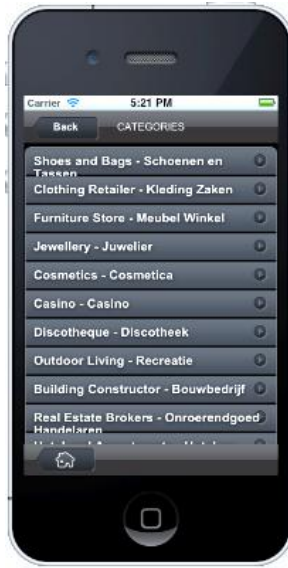 Carrier 5:21 PM
Back CATEGORIES
Shoes and Bags - Schoenen en
Tassen
Clothing Retailer - Kleding Zaken
Furniture Store - Meubel Winkel
Jewellery - Juwelier
Cosmetics - Cosmetica
Casino - Casino
Discotheque - Discotheek
Outdoor Living - Recreatie
Building Constructor - Bouwbedrijf
Real Estate Brokers - Onroerendgoed
Handelaren